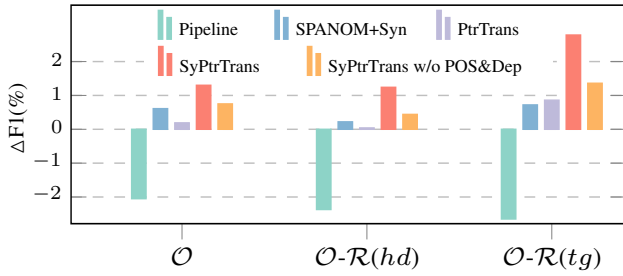 Pipeline SPANOM+Syn PtrTrans
SyPtrTrans SyPtrTrans w/o POS&Dep
ΔF1(%)
2
1
0
−1
−2
𝒪 𝒪-ℛ(hd) 𝒪-ℛ(tg)